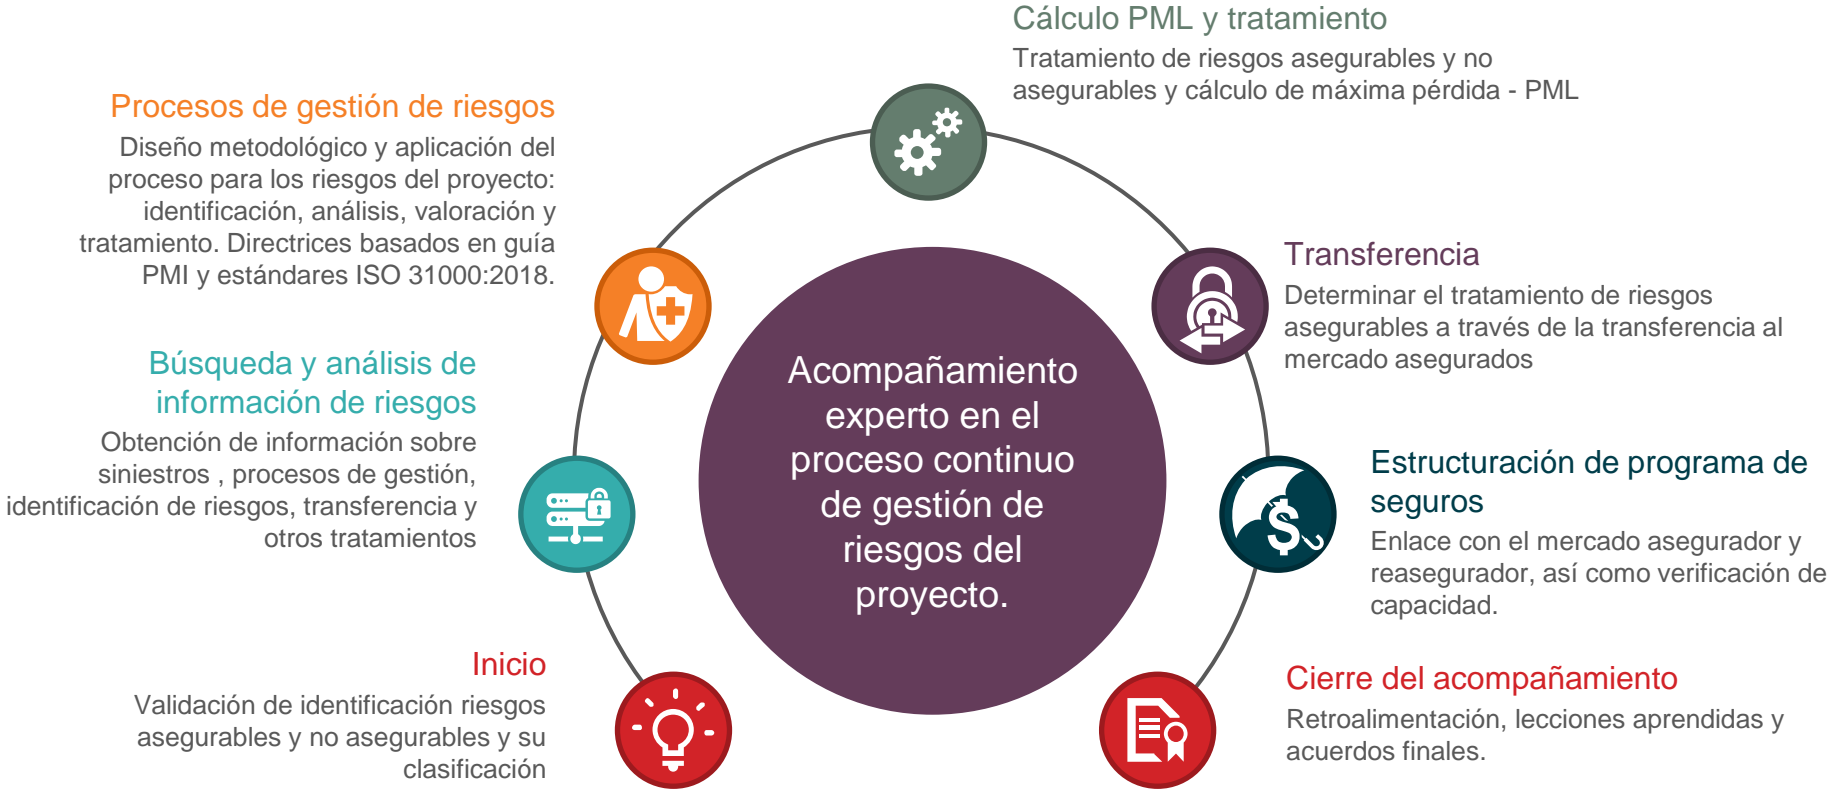 Cálculo PML y tratamiento
Tratamiento de riesgos asegurables y no
asegurables y cálculo de máxima pérdida - PML
Procesos de gestión de riesgos
Diseño metodológico y aplicación del
proceso para los riesgos del proyecto:
identificación, análisis, valoración y
tratamiento. Directrices basados en guía
PMI y estándares ISO 31000:2018.
Transferencia
Determinar el tratamiento de riesgos
asegurables a través de la transferencia al
mercado asegurados
Búsqueda y análisis de
información de riesgos
Obtención de información sobre
siniestros , procesos de gestión,
identificación de riesgos, transferencia y
otros tratamientos
Acompañamiento
experto en el
proceso continuo
de gestión de
riesgos del
proyecto.
Estructuración de programa de
seguros
Enlace con el mercado asegurador y
reasegurador, así como verificación de
capacidad.
Inicio
Validación de identificación riesgos
asegurables y no asegurables y su
clasificación
Cierre del acompañamiento
Retroalimentación, lecciones aprendidas y
acuerdos finales.